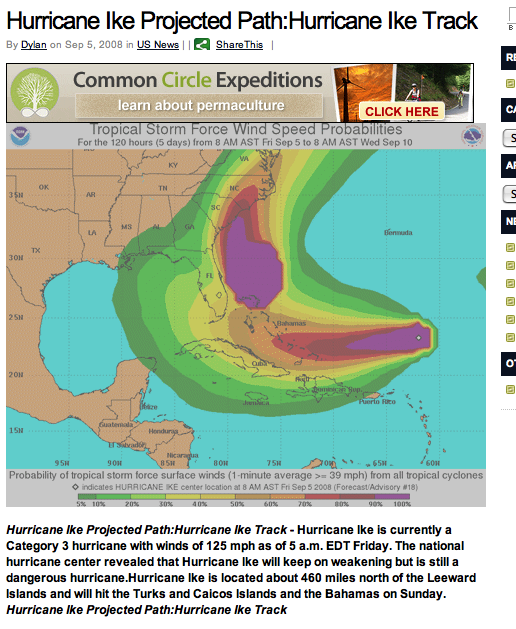 Hurricane Ike Projected Path:Hurricane Ike Track
By Dylan on Sep 5, 2008 in US News | | ShareThis |
Common Circle Expeditions
learn about permaculture
CLICK HERE
Tropical Storm Force Wind Speed Probabilities
For the 120 hours (5 days) from 8 AM AST Fri Sep 5 to 8 AM AST Wed Sep 10
VA
KY
OK
TN
NC
AR
35N
SC
MS
AL
GA
LA
Bermuda
TX
30N
FL
25N
Bahamas
Cuba
20N
Haiti
Dominican Rep
Jamaica
Puerto Rico
Belize
15N
Guatemala
Honduras
El Salvador
Nicaragua
95W 90W 85W 80W 75W 70W 65W 60W
Probability of tropical storm force surface winds (1-minute average >= 39 mph) from all tropical cyclones
indicates HURRICANE IKE center location at 8 AM AST Fri Sep 5 2008 (Forecast/Advisory #18)
5% 10% 20% 30% 40% 50% 60% 70% 80% 90% 100%
Hurricane Ike Projected Path:Hurricane Ike Track - Hurricane Ike is currently a
Category 3 hurricane with winds of 125 mph as of 5 a.m. EDT Friday. The national
hurricane center revealed that Hurricane Ike will keep on weakening but is still a
dangerous hurricane.Hurricane Ike is located about 460 miles north of the Leeward
Islands and will hit the Turks and Caicos Islands and the Bahamas on Sunday.
Hurricane Ike Projected Path:Hurricane Ike Track